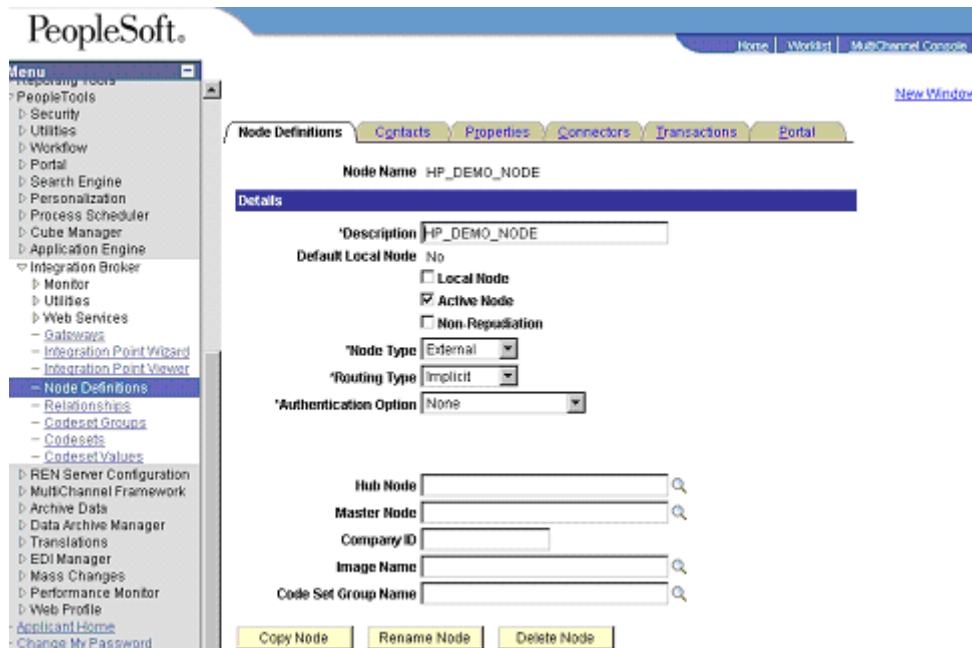 PeopleSoft.
Home Worklist MultiChannel Console
Menu
Reporting Tools
PeopleTools
Security
Utilities
Workflow
Portal
Search Engine
Personalization
Process Scheduler
Cube Manager
Application Engine
Integration Broker
Monitor
Utilities
Web Services
Gateways
Integration Point Wizard
Integration Point Viewer
Node Definitions
Relationships
Codeset Groups
Codesets
Codeset Values
REN Server Configuration
MultiChannel Framework
Archive Data
Data Archive Manager
Translations
EDI Manager
Mass Changes
Performance Monitor
Web Profile
Applicant Home
Change My Password
New Window
Node Definitions Contacts Properties Connectors Transactions Portal
Node Name HP_DEMO_NODE
Details
*Description HP_DEMO_NODE
Default Local Node No
Local Node
Active Node
Non-Repudiation
*Node Type External
*Routing Type Implicit
*Authentication Option None
Hub Node
Master Node
Company ID
Image Name
Code Set Group Name
Copy Node Rename Node Delete Node